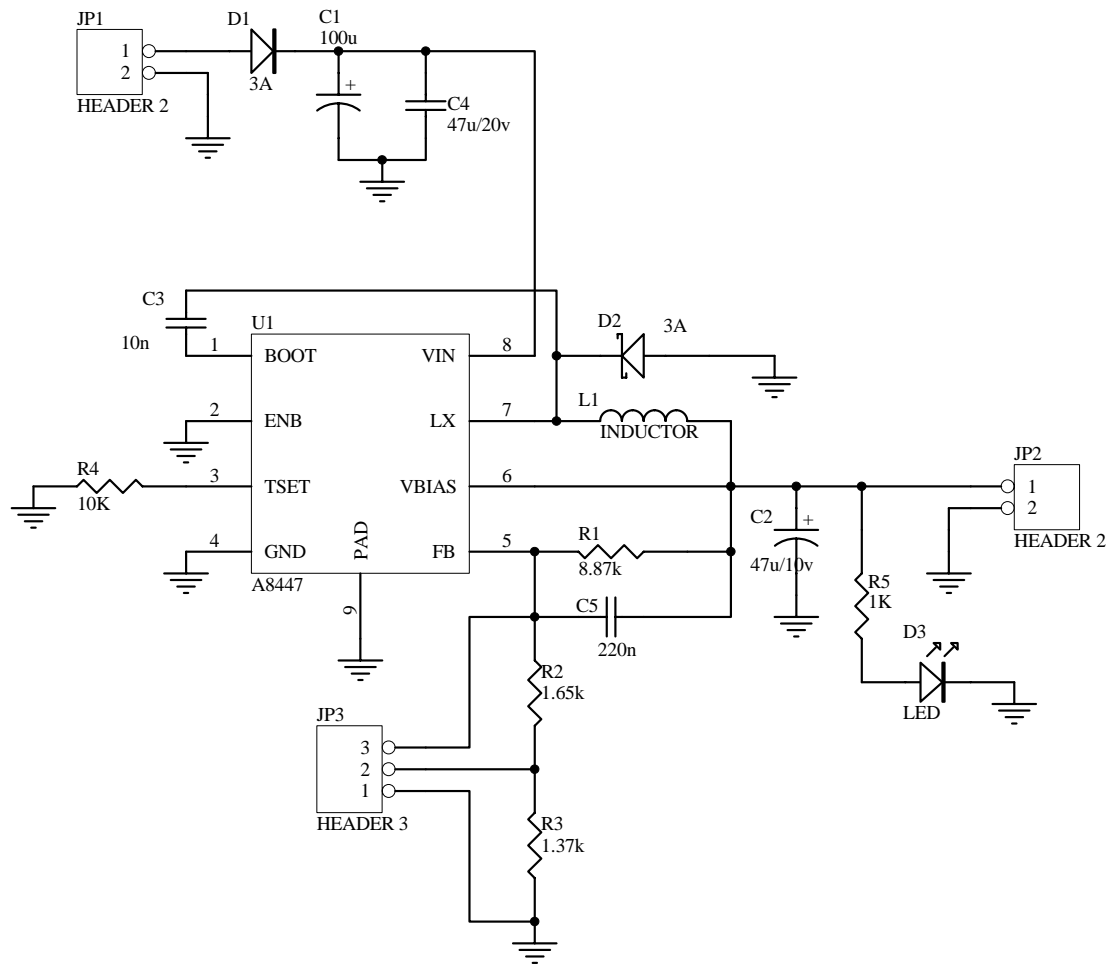 JP1
1
2
HEADER 2
D1
3A
C1
100u
+
C4
47u/20v
C3
10n
U1
1
BOOT
VIN
8
2
ENB
LX
7
3
TSET
VBIAS
6
4
GND
FB
5
PAD
9
A8447
R4
10K
D2
3A
L1
INDUCTOR
JP2
1
2
HEADER 2
C2
+
47u/10v
R1
8.87k
C5
220n
R5
1K
D3
LED
R2
1.65k
JP3
3
2
1
HEADER 3
R3
1.37k